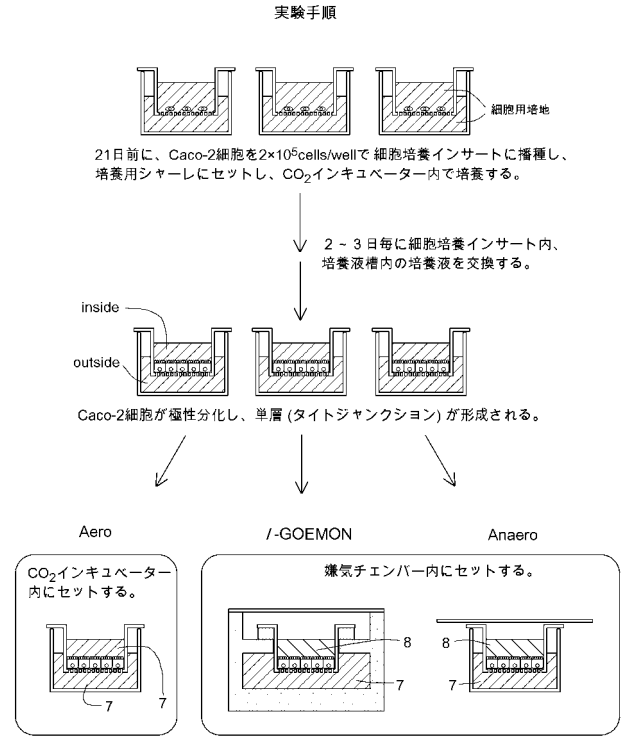 実験手順
細胞用培地
21日前に、Caco-2細胞を2×10⁵cells/wellで 細胞培養インサートに播種し、
培養用シャーレにセットし、CO₂インキュベーター内で培養する。
2 ~ 3 日毎に細胞培養インサート内、
培養液槽内の培養液を交換する。
inside
outside
Caco-2細胞が極性分化し、単層 (タイトジャンクション) が形成される。
Aero
I-GOEMON
Anaero
CO₂インキュベーター
内にセットする。
嫌気チェンバー内にセットする。
7
7
8
7
8
7